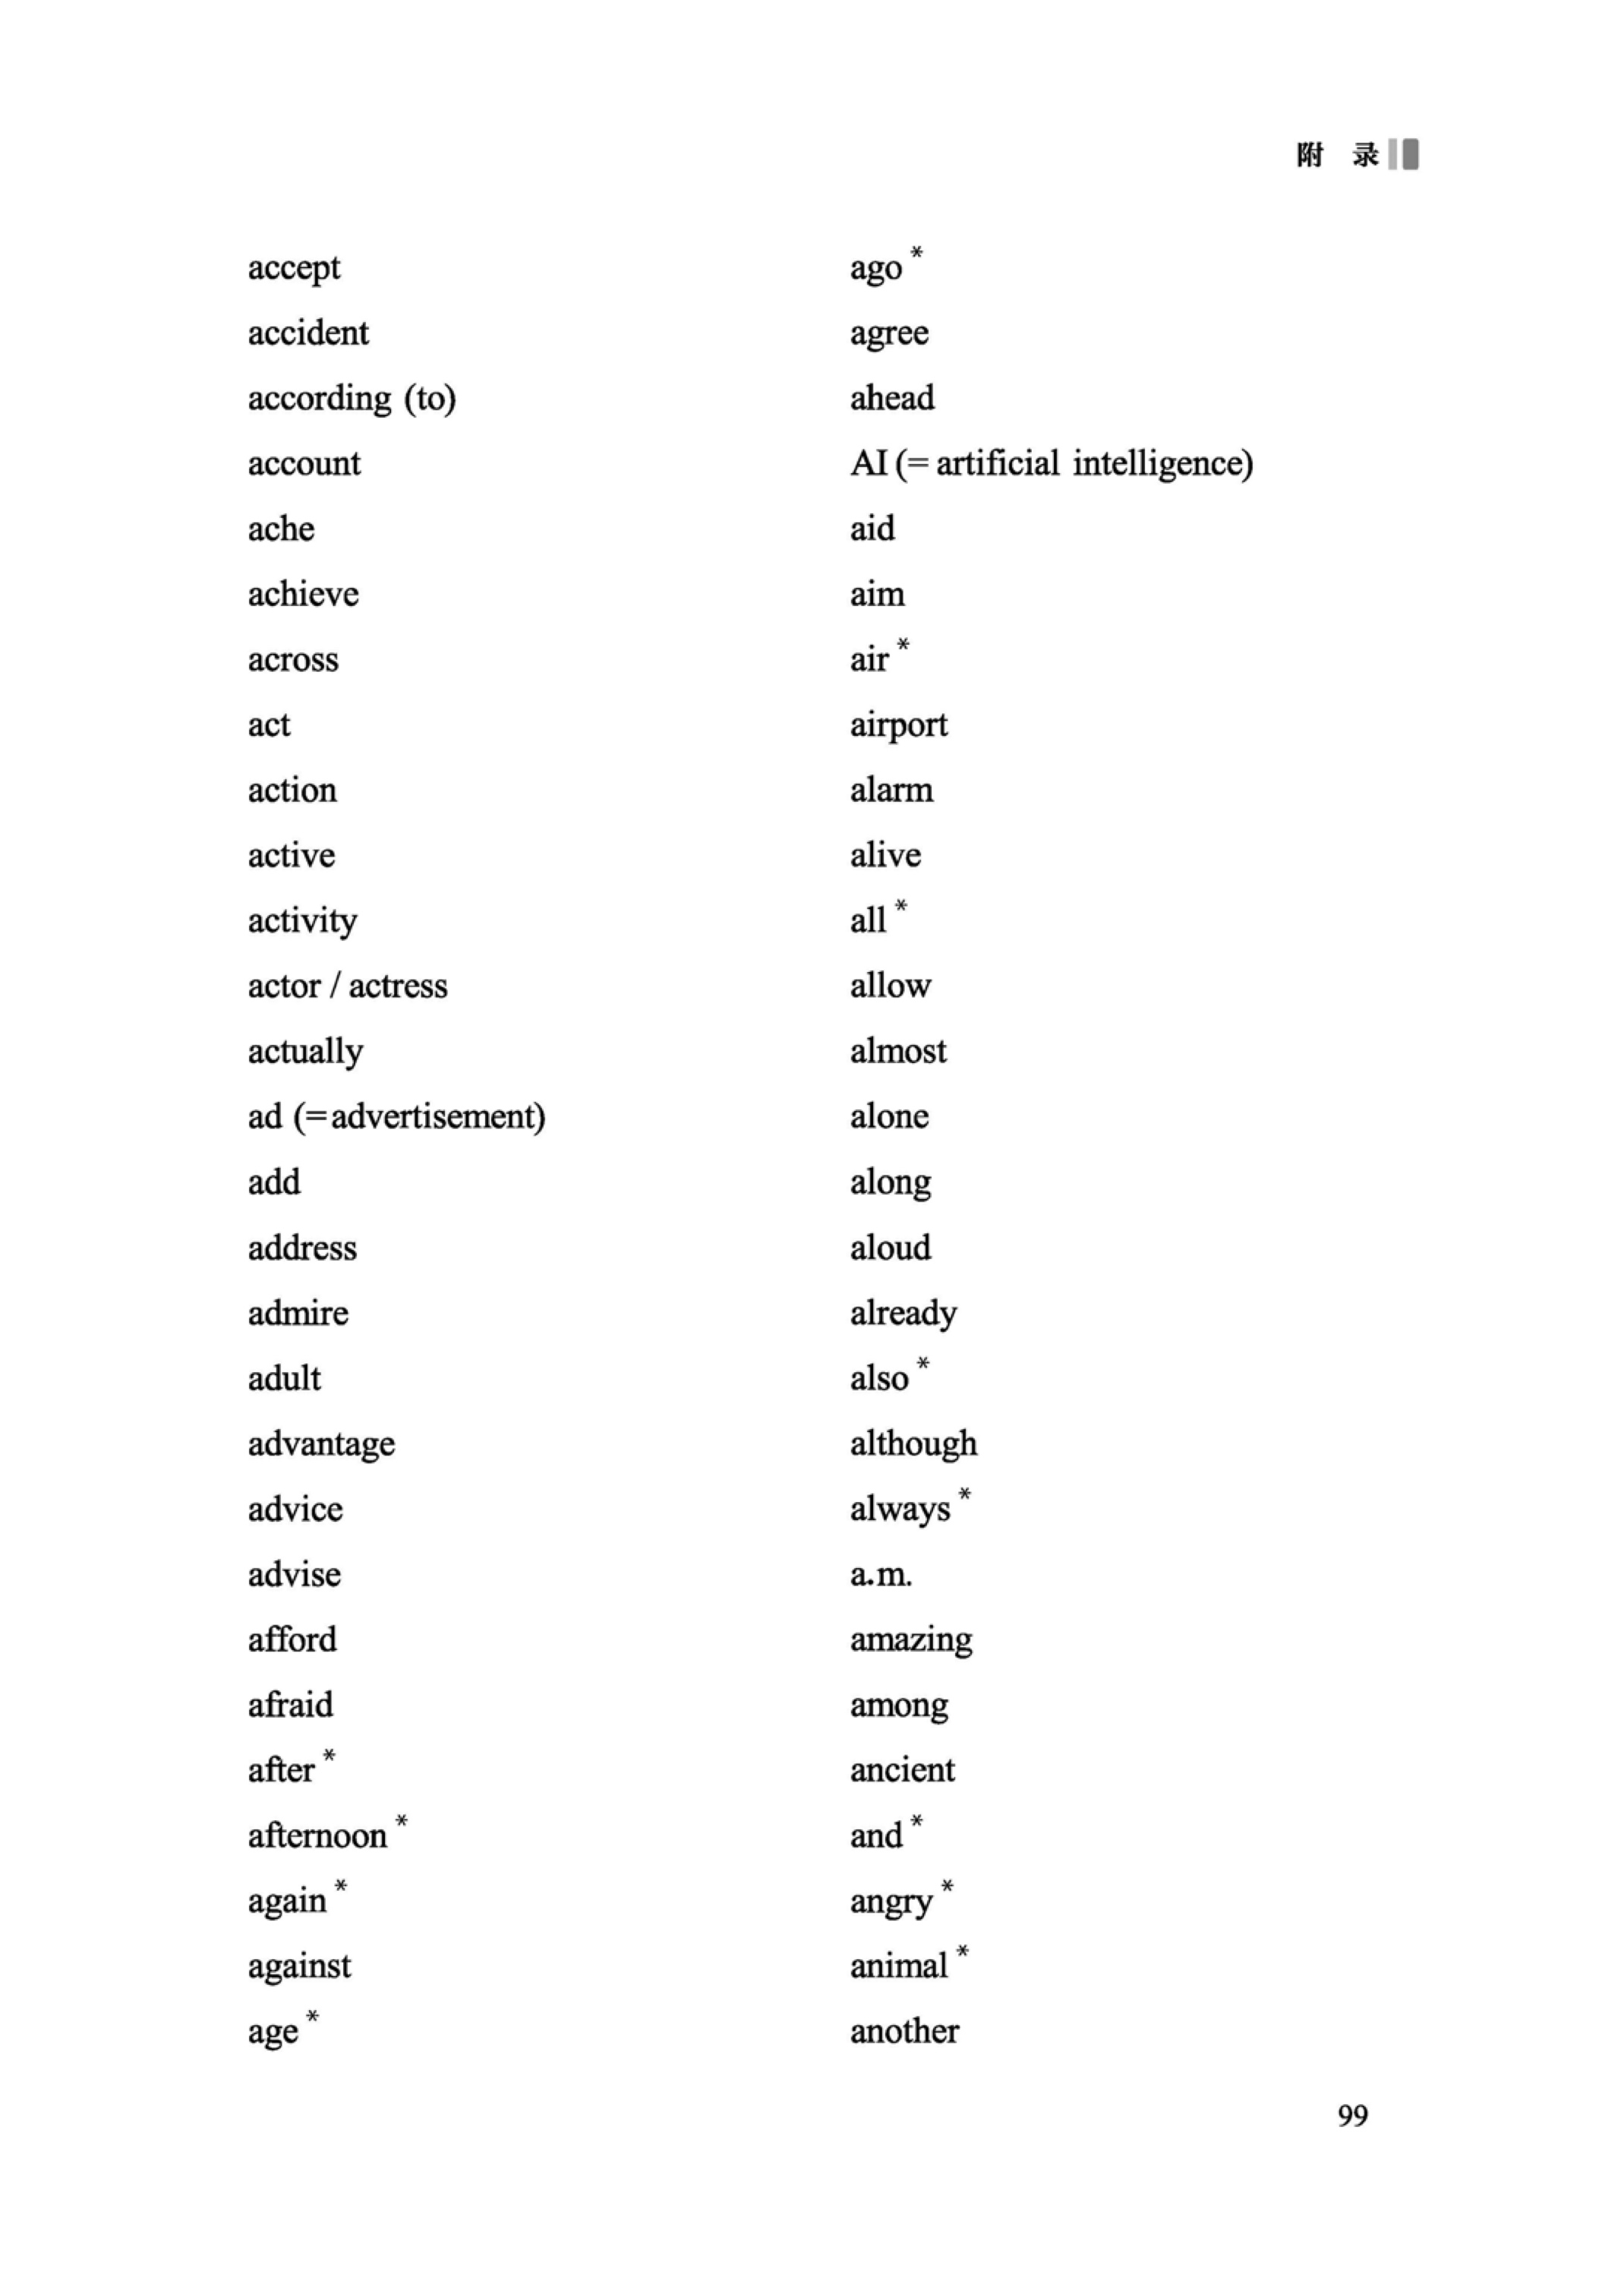 附 录
accept
accident
according (to)
account
ache
achieve
across
act
action
active
activity
actor / actress
actually
ad (=advertisement)
add
address
admire
adult
advantage
advice
advise
afford
afraid
after *
afternoon *
again *
against
age *
ago *
agree
ahead
AI (= artificial intelligence)
aid
aim
air *
airport
alarm
alive
all *
allow
almost
alone
along
aloud
already
also *
although
always *
a.m.
amazing
among
ancient
and *
angry *
animal *
another
99